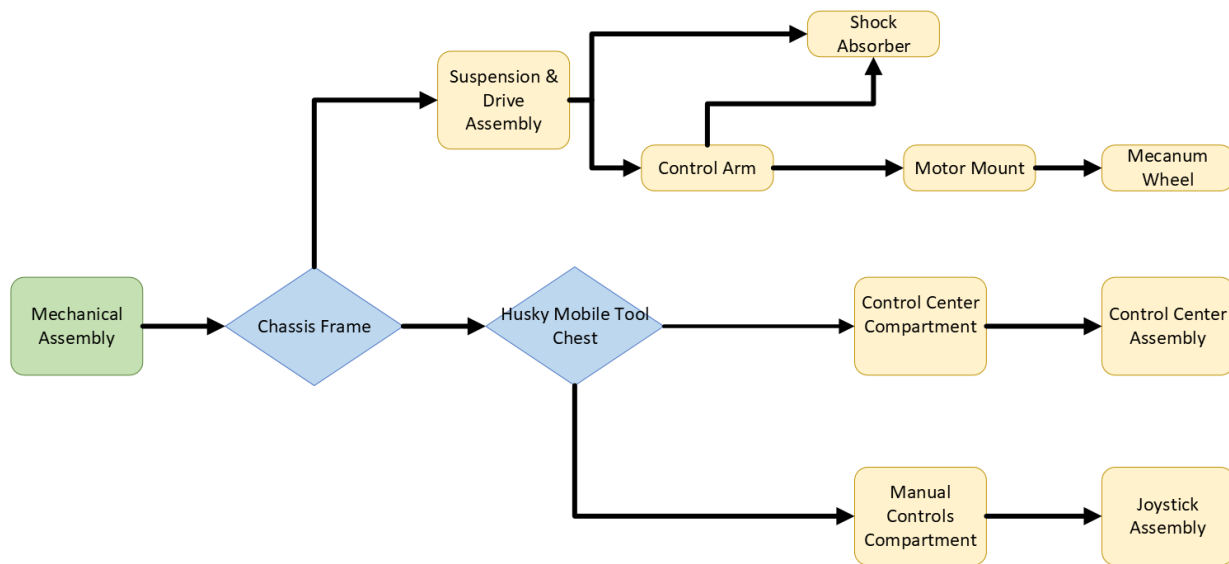 Shock
Absorber
Suspension &
Drive
Assembly
Control Arm
Motor Mount
Mecanum
Wheel
Mechanical
Assembly
Chassis Frame
Husky Mobile Tool
Chest
Control Center
Compartment
Control Center
Assembly
Manual
Controls
Compartment
Joystick
Assembly